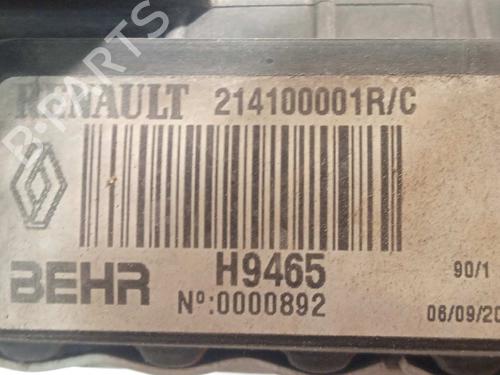 RENAULT 214100001R/C
BEHR
H9465
Nº:0000892
90/1
06/09/20
B-PARTS